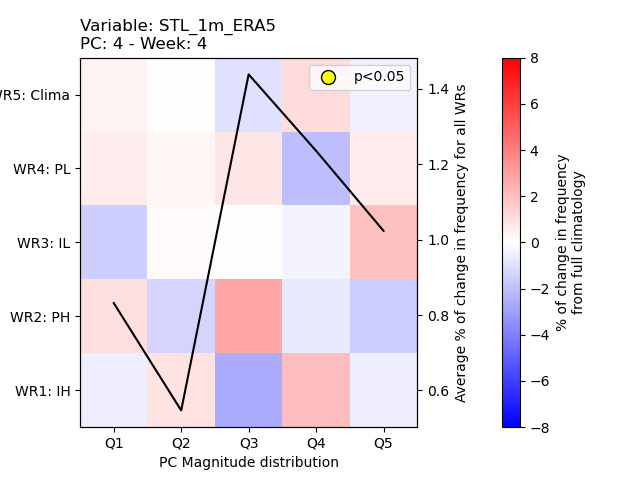 Variable: STL_1m_ERA5
PC: 4 - Week: 4
p<0.05
WR5: Clima
WR4: PL
WR3: IL
WR2: PH
WR1: IH
Q1 Q2 Q3 Q4 Q5
PC Magnitude distribution
1.4
1.2
1.0
0.8
0.6
Average % of change in frequency for all WRs
8
6
4
2
0
−2
−4
−6
−8
% of change in frequency
from full climatology